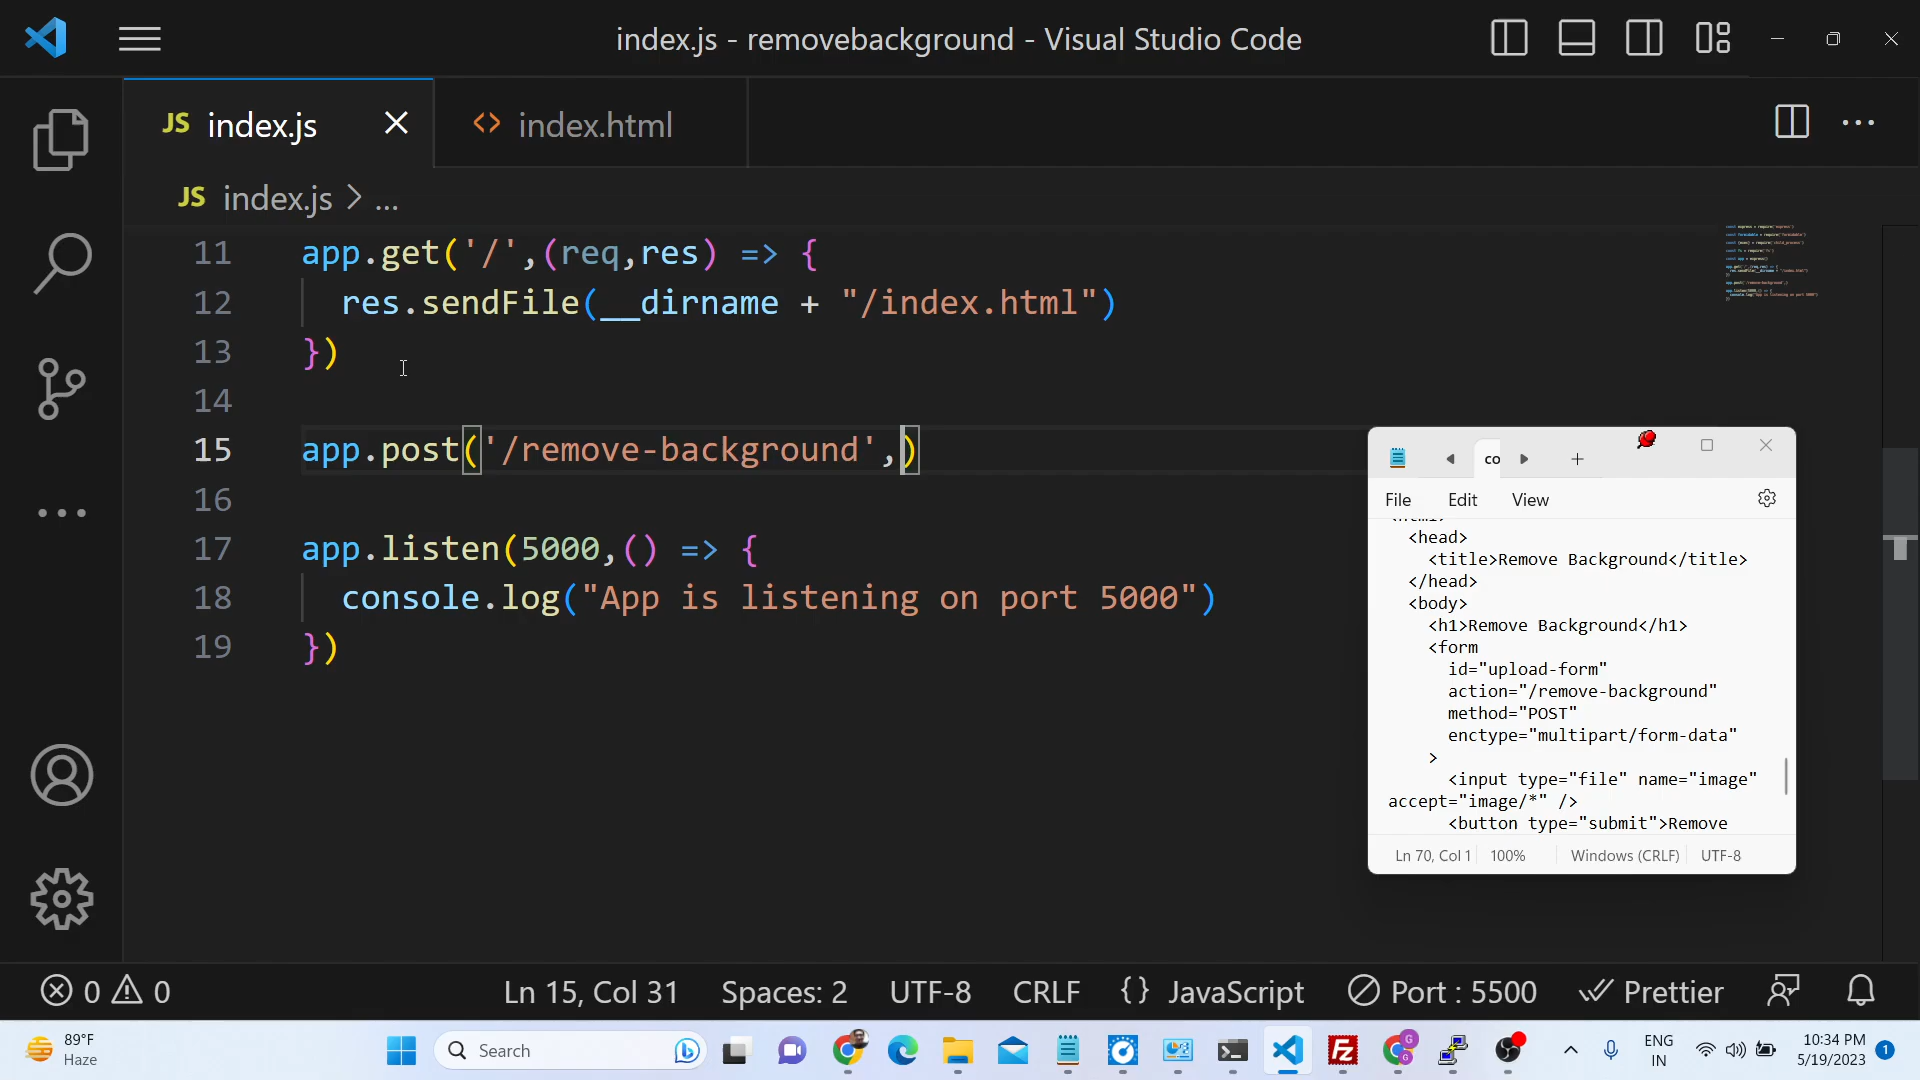 index.js - removebackground - Visual Studio Code
JS index.js
<> index.html
JS index.js > ...
11 app.get('/',(req,res) => {
12 res.sendFile(__dirname + "/index.html")
13 })
14
15 app.post('/remove-background',)
16
17 app.listen(5000,() => {
18 console.log("App is listening on port 5000")
19 })
co
File Edit View
<html>
<head>
<title>Remove Background</title>
</head>
<body>
<h1>Remove Background</h1>
<form
id="upload-form"
action="/remove-background"
method="POST"
enctype="multipart/form-data"
>
<input type="file" name="image"
accept="image/*" />
<button type="submit">Remove
Ln 70, Col 1 100% Windows (CRLF) UTF-8
0 0 Ln 15, Col 31 Spaces: 2 UTF-8 CRLF {} JavaScript Port : 5500 Prettier
89°F
Haze
Search
ENG
IN
10:34 PM
5/19/2023
1